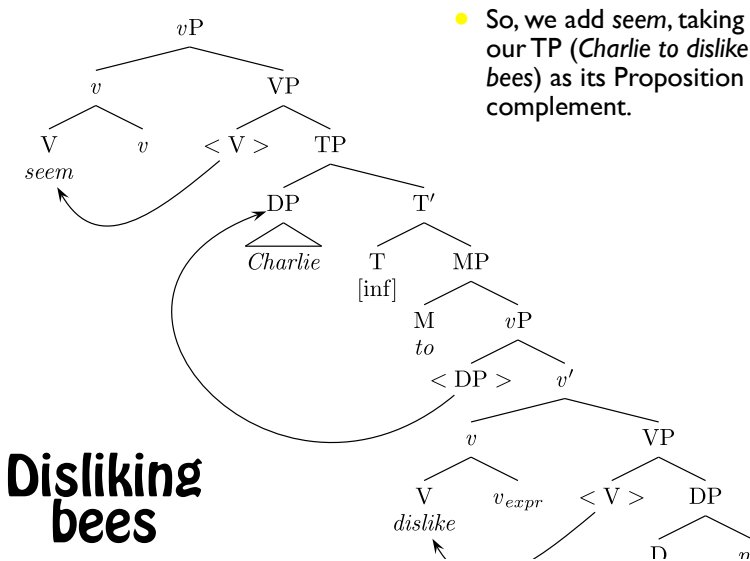 So, we add seem, taking
our TP (Charlie to dislike
bees) as its Proposition
complement.
vP
v VP
V v < V > TP
seem
DP T′
Charlie T MP
[inf]
M vP
to
< DP > v′
v VP
V v_expr < V > DP
dislike
D n
Disliking
bees